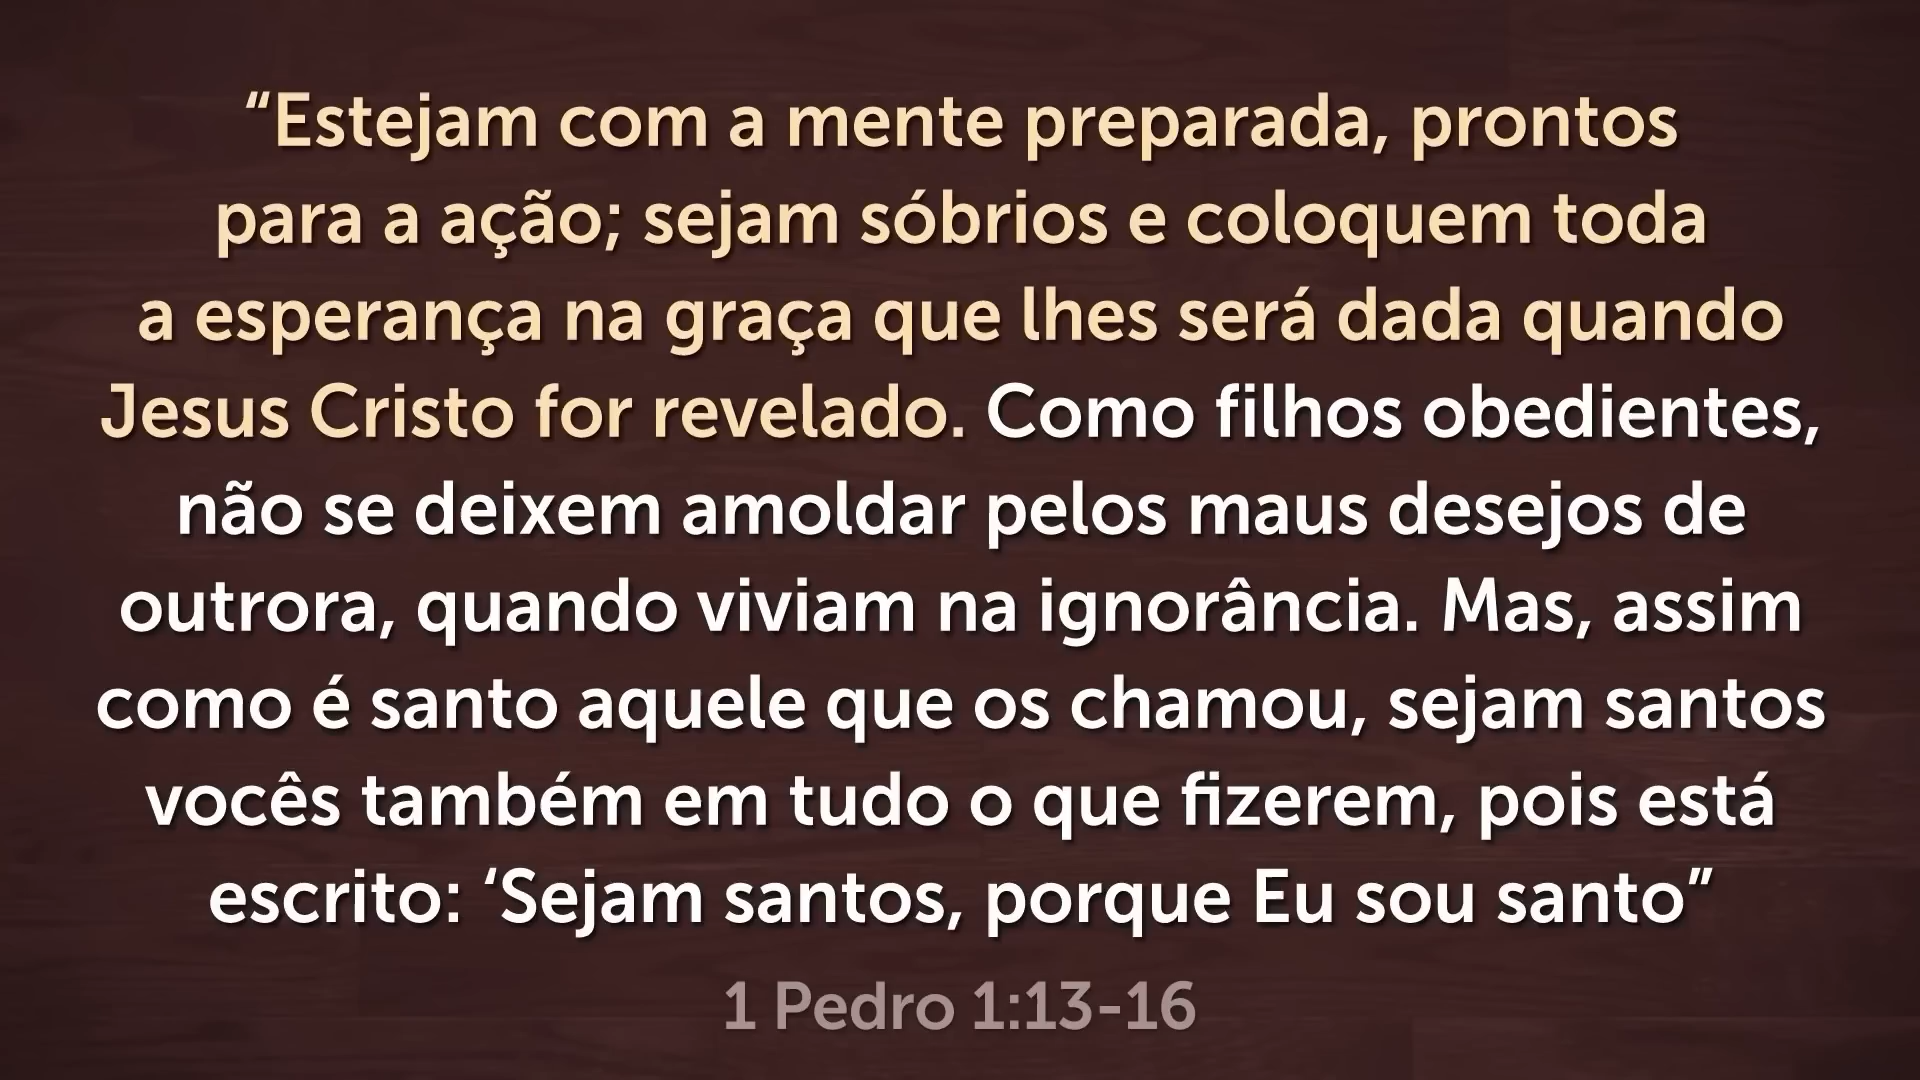 “Estejam com a mente preparada, prontos
para a ação; sejam sóbrios e coloquem toda
a esperança na graça que lhes será dada quando
Jesus Cristo for revelado. Como filhos obedientes,
não se deixem amoldar pelos maus desejos de
outrora, quando viviam na ignorância. Mas, assim
como é santo aquele que os chamou, sejam santos
vocês também em tudo o que fizerem, pois está
escrito: ‘Sejam santos, porque Eu sou santo”
1 Pedro 1:13-16